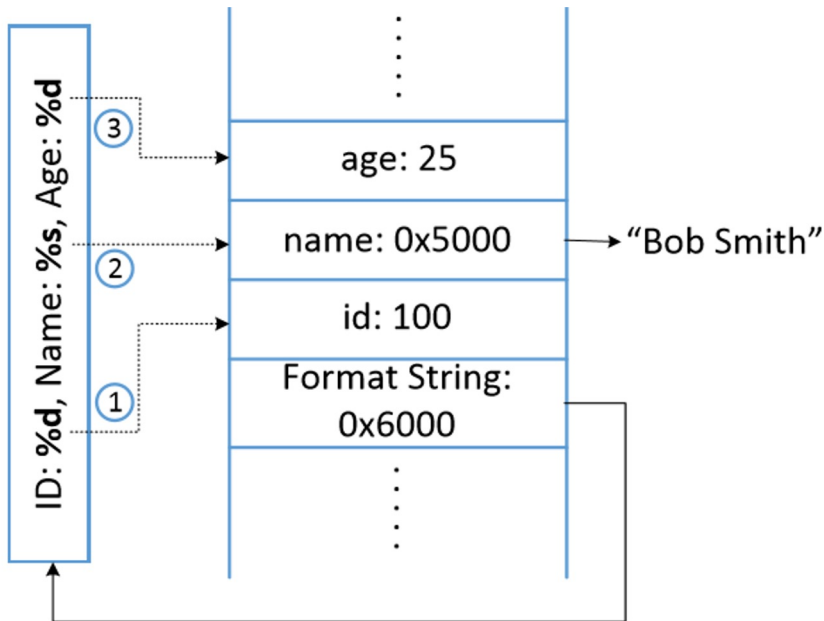 ID: %d, Name: %s, Age: %d
3
2
1
age: 25
name: 0x5000
id: 100
Format String:
0x6000
“Bob Smith”